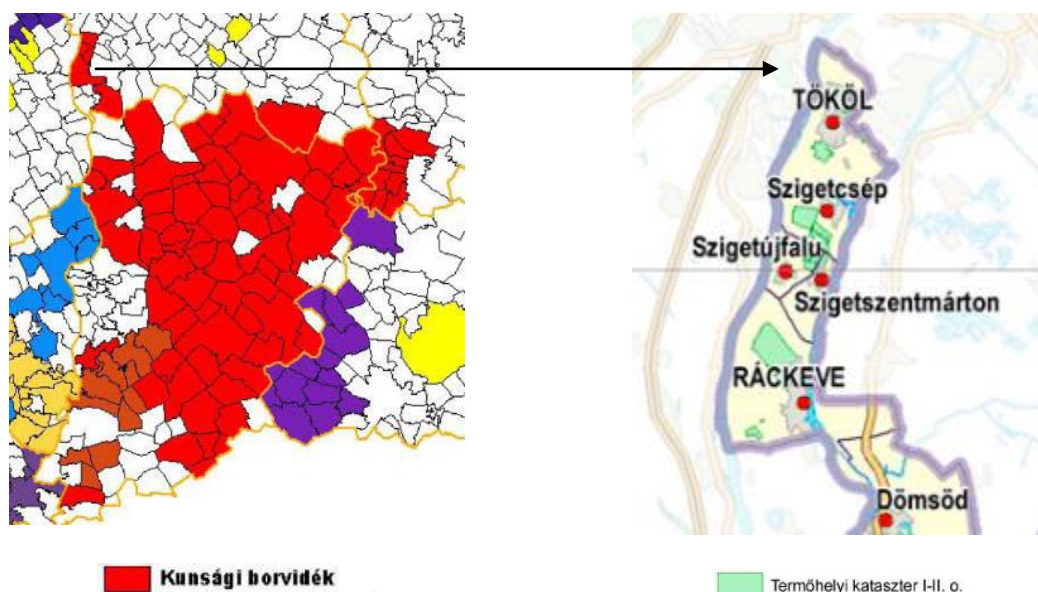 TÖKÖL
Szigetcsép
Szigetújfalu
Szigetszentmárton
RÁCKEVE
Dömsöd
Kunsági borvidék
Termőhelyi kataszter I-II. o.